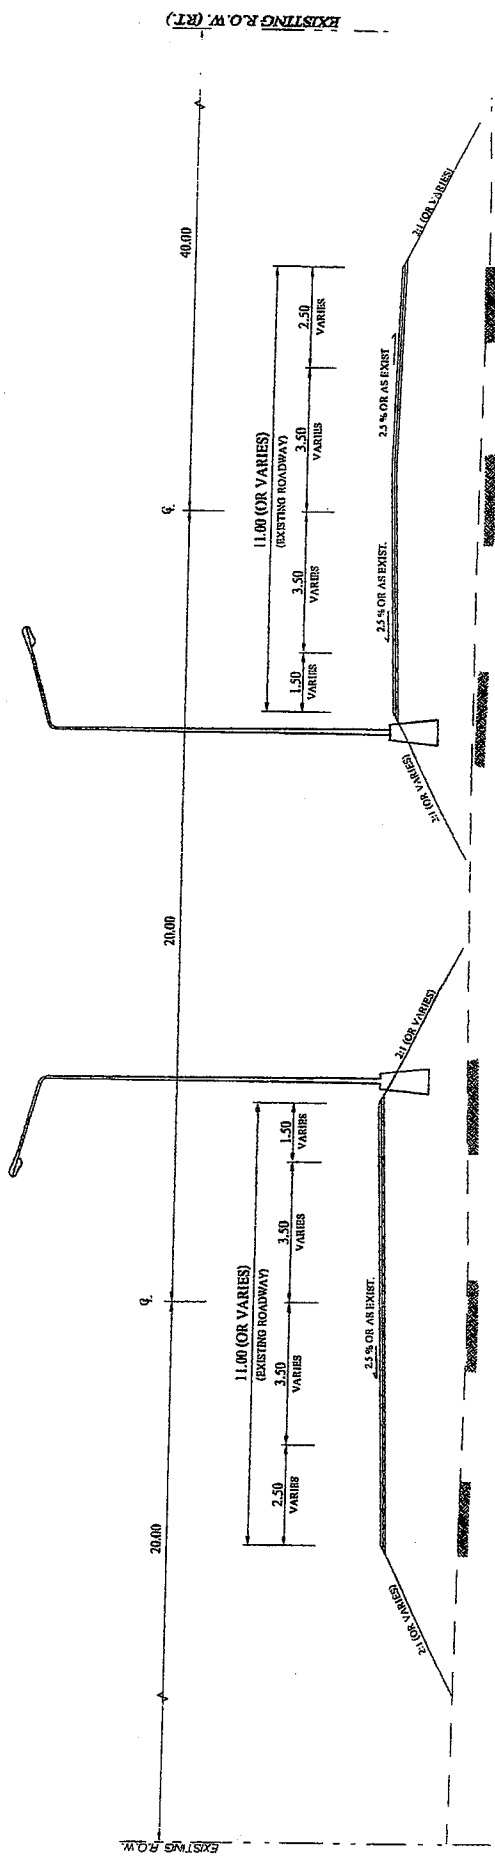 EXISTING R.O.W.
20.00
℄
20.00
℄
40.00
EXISTING R.O.W. (RT.)
11.00 (OR VARIES)
(EXISTING ROADWAY)
2.50
VARIES
3.50
VARIES
3.50
VARIES
1.50
VARIES
2:1 (OR VARIES)
2.5 % OR AS EXIST.
2:1 (OR VARIES)
11.00 (OR VARIES)
(EXISTING ROADWAY)
1.50
VARIES
3.50
VARIES
3.50
VARIES
2.50
VARIES
2:1 (OR VARIES)
2.5 % OR AS EXIST.
2.5 % OR AS EXIST
2:1 (OR VARIES)